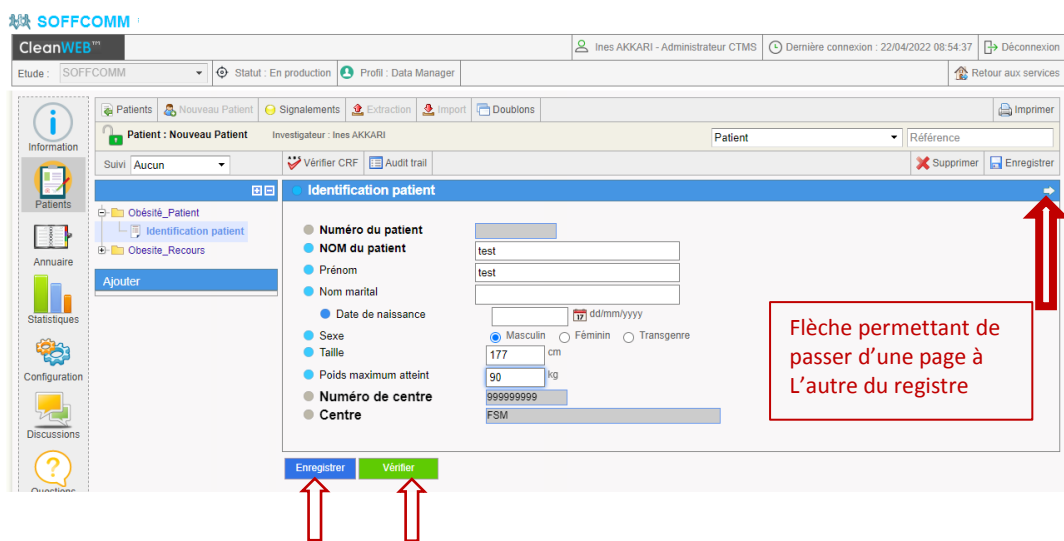 SOFFCOMM
CleanWEB™
Ines AKKARI - Administrateur CTMS
Dernière connexion : 22/04/2022 08:54:37
Déconnexion
Etude : SOFFCOMM
Statut : En production
Profil : Data Manager
Retour aux services
Information
Patients
Annuaire
Statistiques
Configuration
Discussions
Questions
Patients
Nouveau Patient
Signalements
Extraction
Import
Doublons
Imprimer
Patient : Nouveau Patient
Investigateur : Ines AKKARI
Patient
Référence
Suivi Aucun
Vérifier CRF
Audit trail
Supprimer
Enregistrer
Obésité_Patient
Identification patient
Obesite_Recours
Ajouter
Identification patient
Numéro du patient
NOM du patient test
Prénom test
Nom marital
Date de naissance 17 dd/mm/yyyy
Sexe Masculin Féminin Transgenre
Taille 177 cm
Poids maximum atteint 90 kg
Numéro de centre 999999999
Centre FSM
Enregistrer
Vérifier
Flèche permettant de
passer d'une page à
L'autre du registre